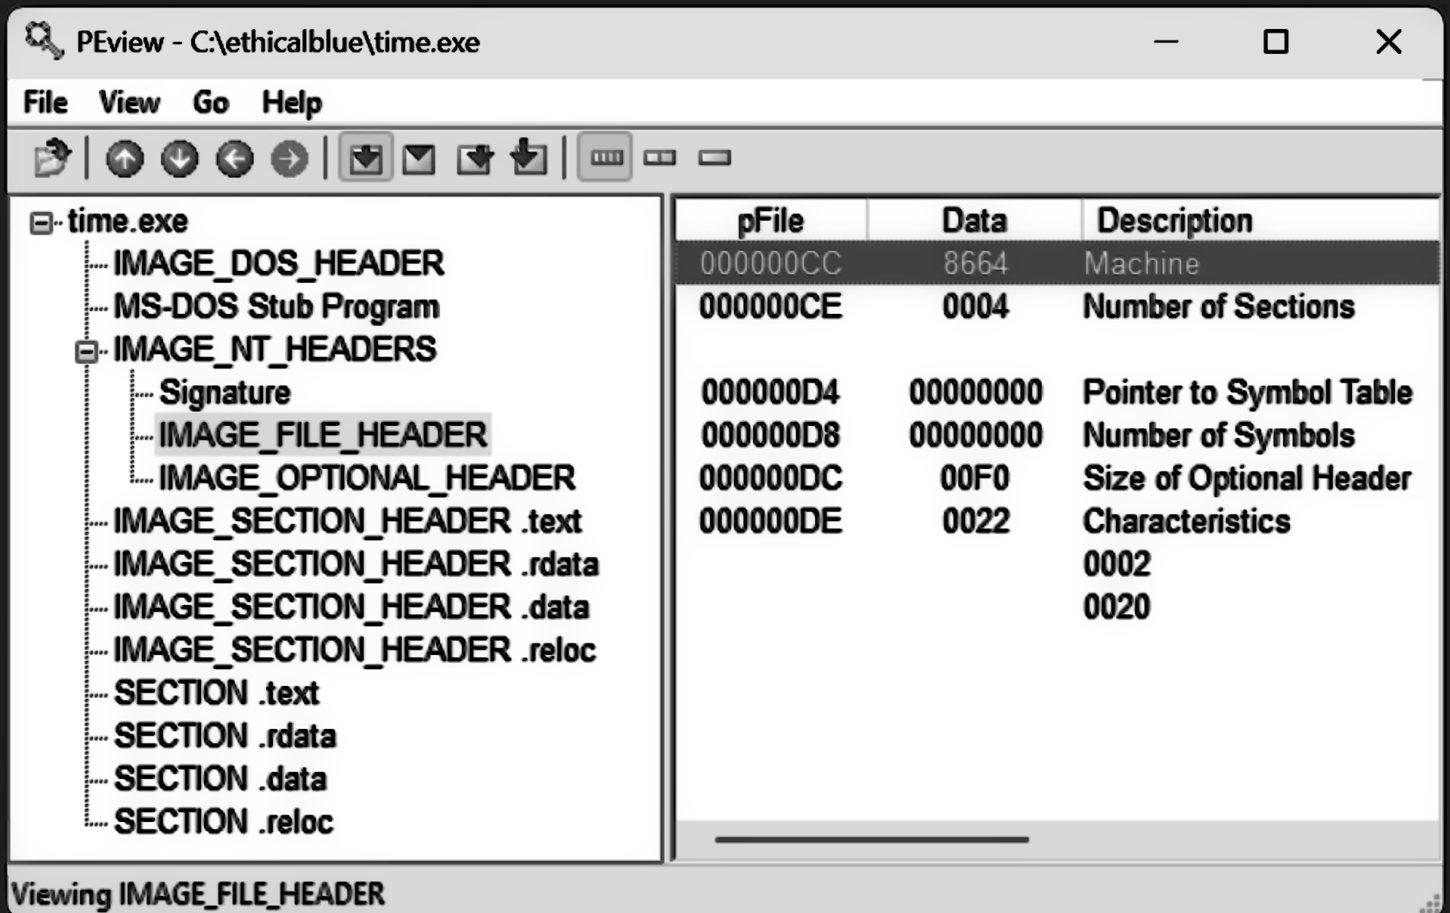 PEview - C:\ethicalblue\time.exe
File View Go Help
time.exe
IMAGE_DOS_HEADER
MS-DOS Stub Program
IMAGE_NT_HEADERS
Signature
IMAGE_FILE_HEADER
IMAGE_OPTIONAL_HEADER
IMAGE_SECTION_HEADER .text
IMAGE_SECTION_HEADER .rdata
IMAGE_SECTION_HEADER .data
IMAGE_SECTION_HEADER .reloc
SECTION .text
SECTION .rdata
SECTION .data
SECTION .reloc
pFile Data Description
000000CC 8664 Machine
000000CE 0004 Number of Sections
000000D4 00000000 Pointer to Symbol Table
000000D8 00000000 Number of Symbols
000000DC 00F0 Size of Optional Header
000000DE 0022 Characteristics
0002
0020
Viewing IMAGE_FILE_HEADER